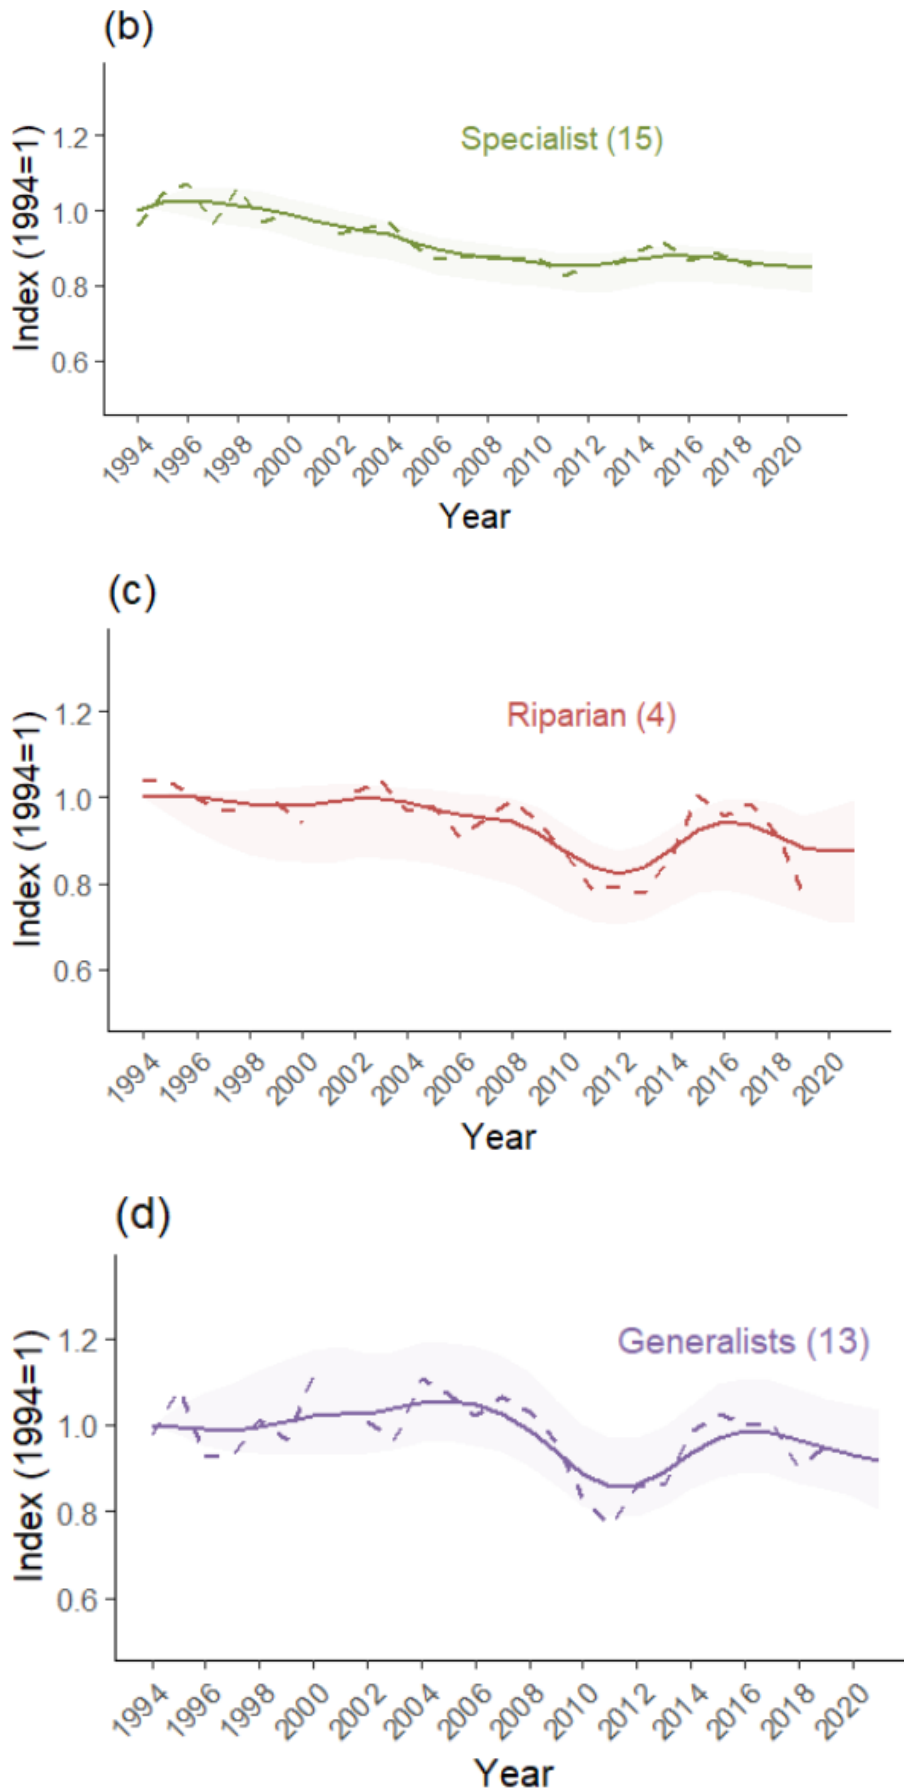 (b)
Index (1994=1)
1.2
1.0
0.8
0.6
Specialist (15)
1994 1996 1998 2000 2002 2004 2006 2008 2010 2012 2014 2016 2018 2020
Year
(c)
Index (1994=1)
1.2
1.0
0.8
0.6
Riparian (4)
1994 1996 1998 2000 2002 2004 2006 2008 2010 2012 2014 2016 2018 2020
Year
(d)
Index (1994=1)
1.2
1.0
0.8
0.6
Generalists (13)
1994 1996 1998 2000 2002 2004 2006 2008 2010 2012 2014 2016 2018 2020
Year